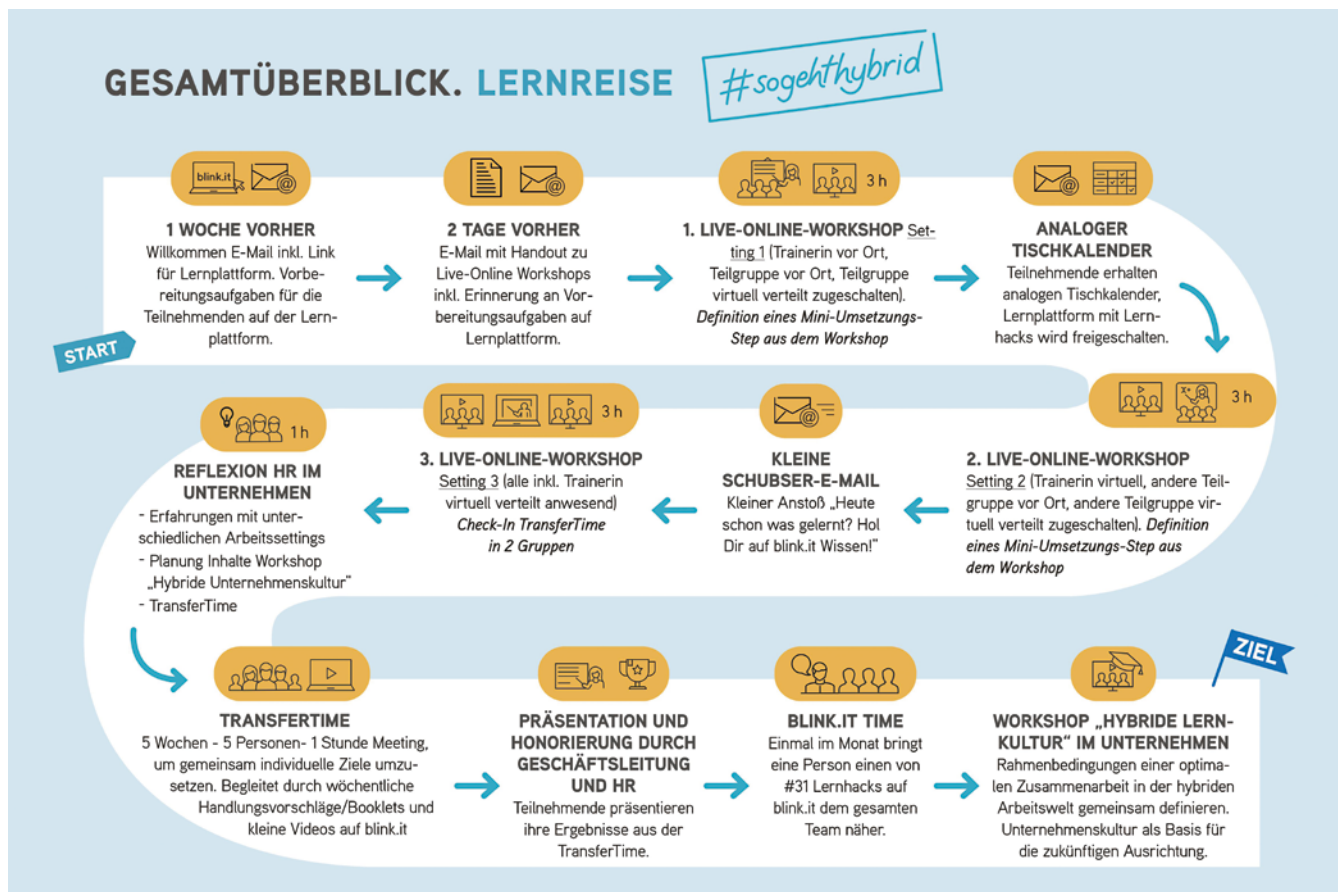 GESAMTÜBERBLICK. LERNREISE
#sogehthybrid
START
blink.it
1 WOCHE VORHER
Willkommen E-Mail inkl. Link
für Lernplattform. Vorbe-
reitungsaufgaben für die
Teilnehmenden auf der Lern-
plattform.
2 TAGE VORHER
E-Mail mit Handout zu
Live-Online Workshops
inkl. Erinnerung an Vor-
bereitungsaufgaben auf
Lernplattform.
3 h
1. LIVE-ONLINE-WORKSHOP Set-
ting 1 (Trainerin vor Ort,
Teilgruppe vor Ort, Teilgruppe
virtuell verteilt zugeschalten).
Definition eines Mini-Umsetzungs-
Step aus dem Workshop
ANALOGER
TISCHKALENDER
Teilnehmende erhalten
analogen Tischkalender,
Lernplattform mit Lern-
hacks wird freigeschalten.
3 h
2. LIVE-ONLINE-WORKSHOP
Setting 2 (Trainerin virtuell, andere Teil-
gruppe vor Ort, andere Teilgruppe vir-
tuell verteilt zugeschalten). Definition
eines Mini-Umsetzungs-Step aus
dem Workshop
KLEINE
SCHUBSER-E-MAIL
Kleiner Anstoß „Heute
schon was gelernt? Hol
Dir auf blink.it Wissen!"
3 h
3. LIVE-ONLINE-WORKSHOP
Setting 3 (alle inkl. Trainerin
virtuell verteilt anwesend)
Check-In TransferTime
in 2 Gruppen
1 h
REFLEXION HR IM
UNTERNEHMEN
- Erfahrungen mit unter-
schiedlichen Arbeitssettings
- Planung Inhalte Workshop
„Hybride Unternehmenskultur"
- TransferTime
TRANSFERTIME
5 Wochen - 5 Personen- 1 Stunde Meeting,
um gemeinsam individuelle Ziele umzu-
setzen. Begleitet durch wöchentliche
Handlungsvorschläge/Booklets und
kleine Videos auf blink.it
PRÄSENTATION UND
HONORIERUNG DURCH
GESCHÄFTSLEITUNG
UND HR
Teilnehmende präsentieren
ihre Ergebnisse aus der
TransferTime.
BLINK.IT TIME
Einmal im Monat bringt
eine Person einen von
#31 Lernhacks auf
blink.it dem gesamten
Team näher.
ZIEL
WORKSHOP „HYBRIDE LERN-
KULTUR" IM UNTERNEHMEN
Rahmenbedingungen einer optima-
len Zusammenarbeit in der hybriden
Arbeitswelt gemeinsam definieren.
Unternehmenskultur als Basis für
die zukünftigen Ausrichtung.